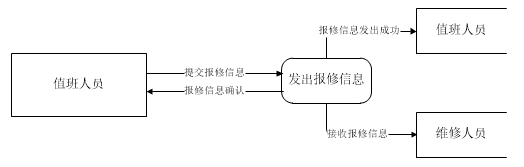 报修信息发出成功
值班人员
值班人员
提交报修信息
报修信息确认
发出报修信息
接收报修信息
维修人员